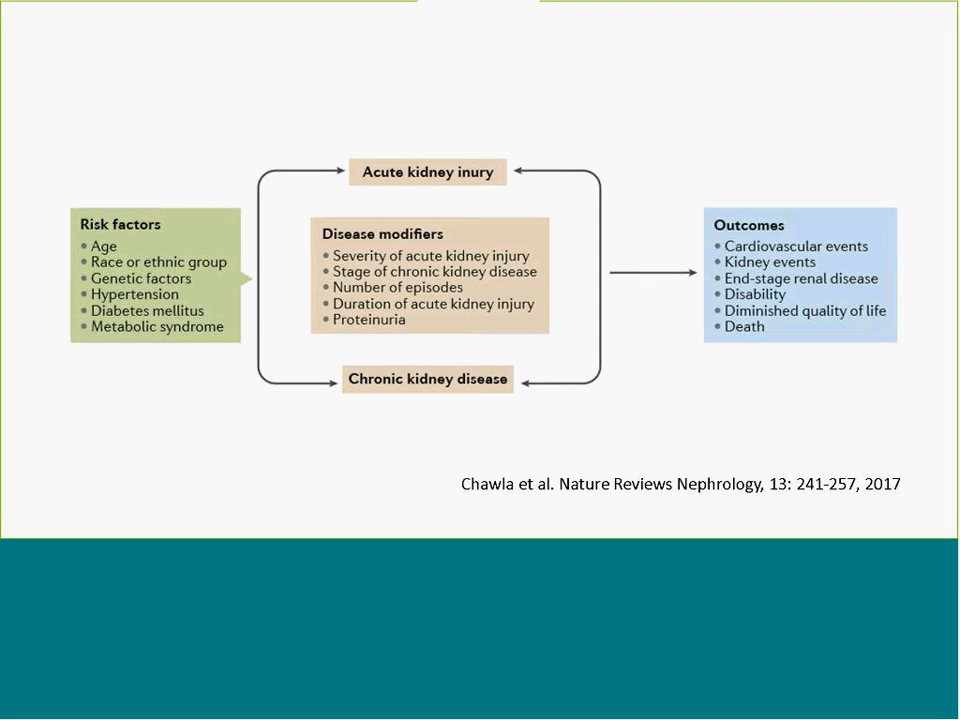 Acute kidney inury
Risk factors
• Age
• Race or ethnic group
• Genetic factors
• Hypertension
• Diabetes mellitus
• Metabolic syndrome
Disease modifiers
• Severity of acute kidney injury
• Stage of chronic kidney disease
• Number of episodes
• Duration of acute kidney injury
• Proteinuria
Outcomes
• Cardiovascular events
• Kidney events
• End-stage renal disease
• Disability
• Diminished quality of life
• Death
Chronic kidney disease
Chawla et al. Nature Reviews Nephrology, 13: 241-257, 2017